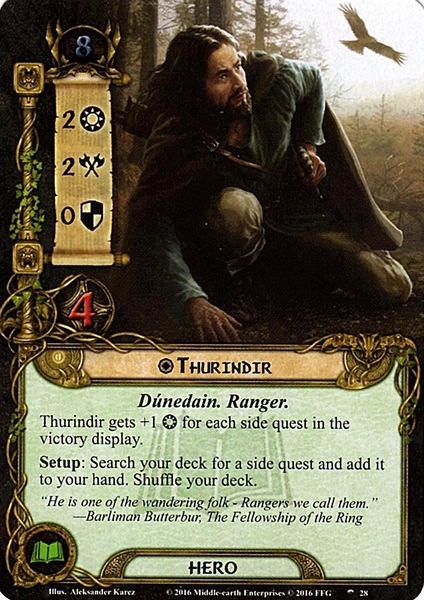 8
2
2
0
4
Thurindir
Dúnedain. Ranger.
Thurindir gets +1 for each side quest in the
victory display.
Setup: Search your deck for a side quest and add it
to your hand. Shuffle your deck.
"He is one of the wandering folk - Rangers we call them."
—Barliman Butterbur, The Fellowship of the Ring
HERO
Illus. Aleksander Karcz © 2016 Middle-earth Enterprises © 2016 FFG 28